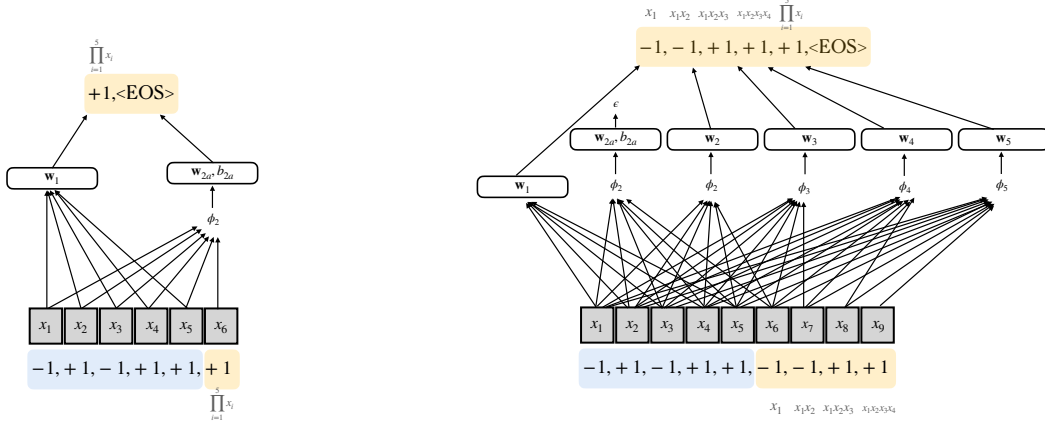 ∏_{i=1}^{5} x_i
+1,<EOS>
w_1
w_{2a}, b_{2a}
ϕ_2
x_1 x_2 x_3 x_4 x_5 x_6
−1, +1, −1, +1, +1, +1
∏_{i=1}^{5} x_i
x_1 x_1x_2 x_1x_2x_3 x_1x_2x_3x_4 ∏_{i=1}^{5} x_i
−1, −1, +1, +1, +1,<EOS>
ϵ
w_{2a}, b_{2a} w_2 w_3 w_4 w_5
w_1
ϕ_2 ϕ_2 ϕ_3 ϕ_4 ϕ_5
x_1 x_2 x_3 x_4 x_5 x_6 x_7 x_8 x_9
−1, +1, −1, +1, +1, −1, −1, +1, +1
x_1 x_1x_2 x_1x_2x_3 x_1x_2x_3x_4